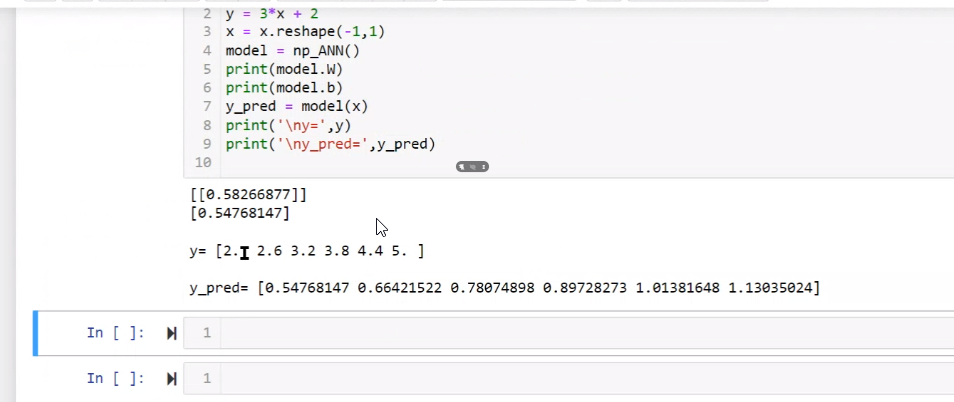 2 y = 3*x + 2
3 x = x.reshape(-1,1)
4 model = np_ANN()
5 print(model.W)
6 print(model.b)
7 y_pred = model(x)
8 print('\ny=',y)
9 print('\ny_pred=',y_pred)
10
[[0.58266877]]
[0.54768147]
y= [2. 2.6 3.2 3.8 4.4 5. ]
y_pred= [0.54768147 0.66421522 0.78074898 0.89728273 1.01381648 1.13035024]
In [ ]: 1
In [ ]: 1